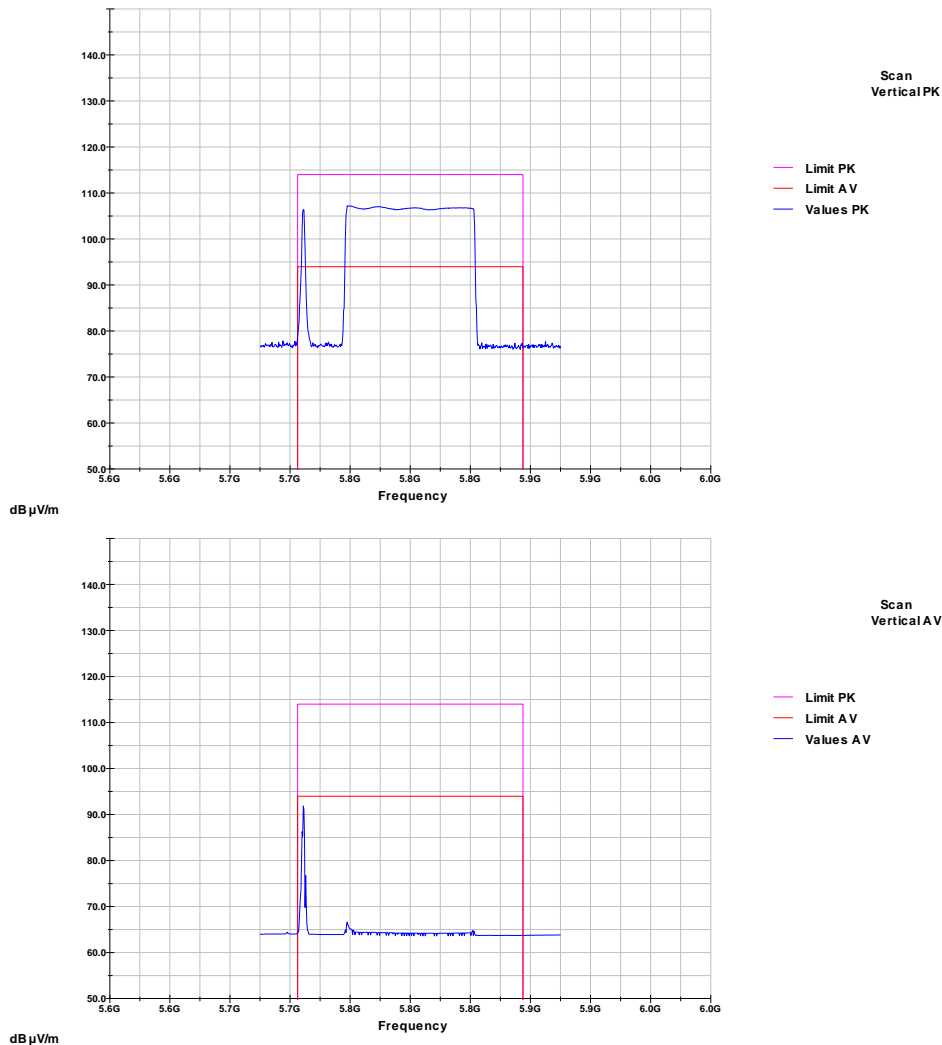 140.0
130.0
120.0
110.0
100.0
90.0
80.0
70.0
60.0
50.0
5.6G 5.6G 5.7G 5.7G 5.8G 5.8G 5.8G 5.9G 5.9G 6.0G 6.0G
Frequency
dBµV/m
Scan
Vertical PK
Limit PK
Limit AV
Values PK
140.0
130.0
120.0
110.0
100.0
90.0
80.0
70.0
60.0
50.0
5.6G 5.6G 5.7G 5.7G 5.8G 5.8G 5.8G 5.9G 5.9G 6.0G 6.0G
Frequency
dBµV/m
Scan
Vertical AV
Limit PK
Limit AV
Values AV